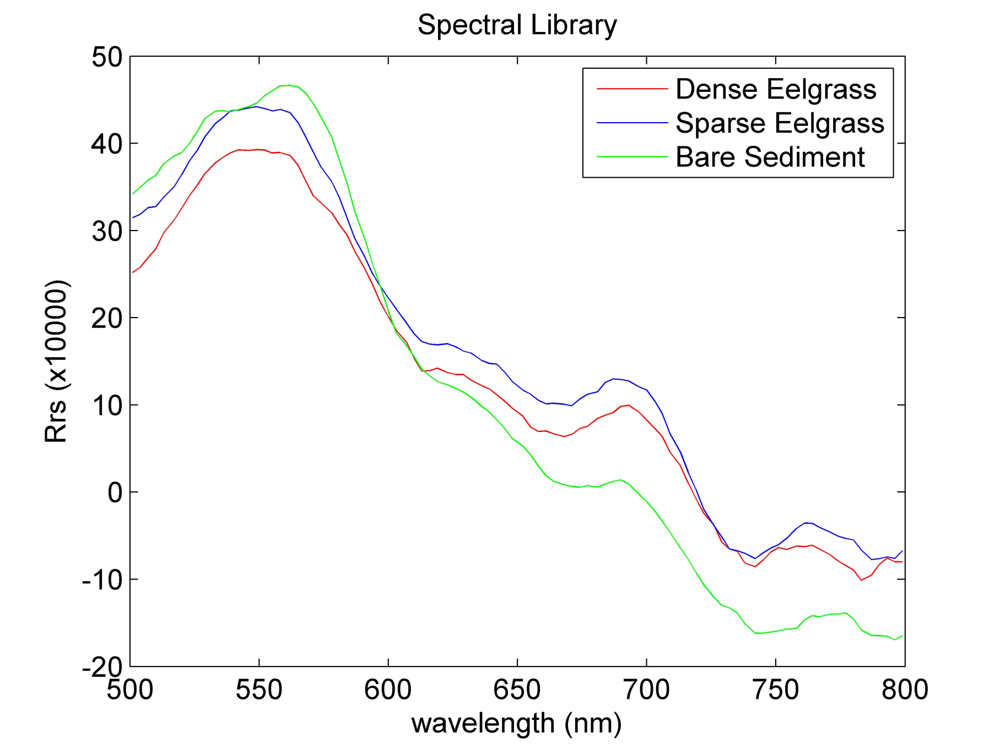 Spectral Library
50
40
30
20
10
0
-10
-20
Rrs (x10000)
Dense Eelgrass
Sparse Eelgrass
Bare Sediment
500 550 600 650 700 750 800
wavelength (nm)